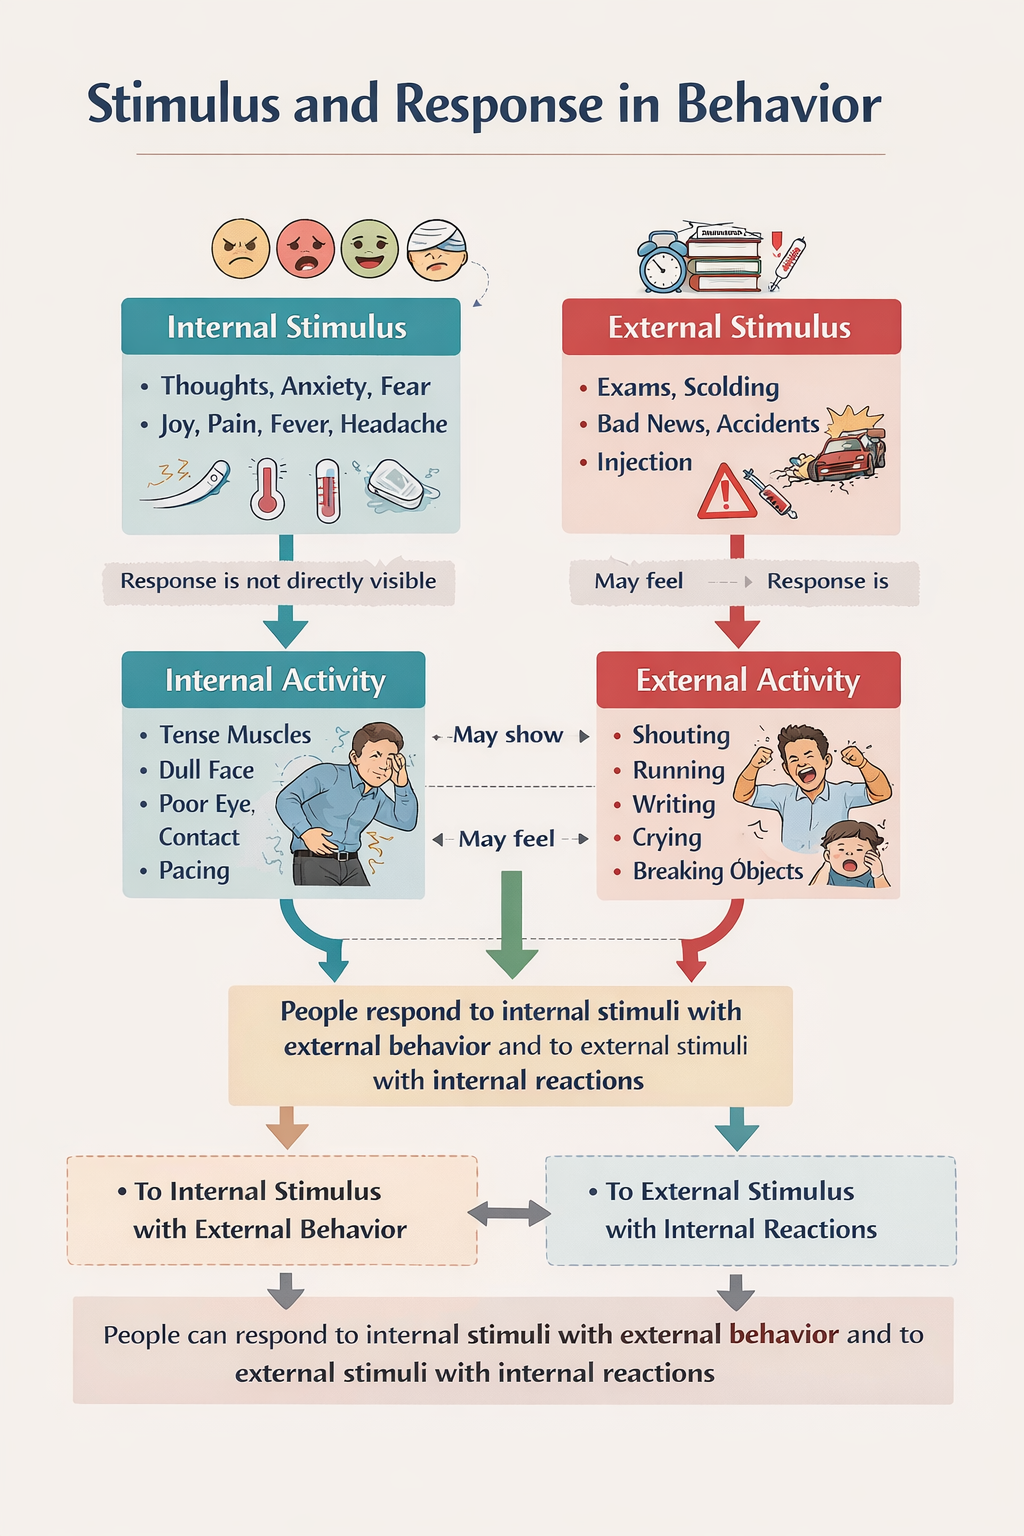 Stimulus and Response in Behavior
Internal Stimulus
• Thoughts, Anxiety, Fear
• Joy, Pain, Fever, Headache
External Stimulus
• Exams, Scolding
• Bad News, Accidents
• Injection
Response is not directly visible
May feel
Response is
Internal Activity
• Tense Muscles
• Dull Face
• Poor Eye,
Contact
• Pacing
May show
May feel
External Activity
• Shouting
• Running
• Writing
• Crying
• Breaking Objects
People respond to internal stimuli with
external behavior and to external stimuli
with internal reactions
• To Internal Stimulus
with External Behavior
• To External Stimulus
with Internal Reactions
People can respond to internal stimuli with external behavior and to
external stimuli with internal reactions